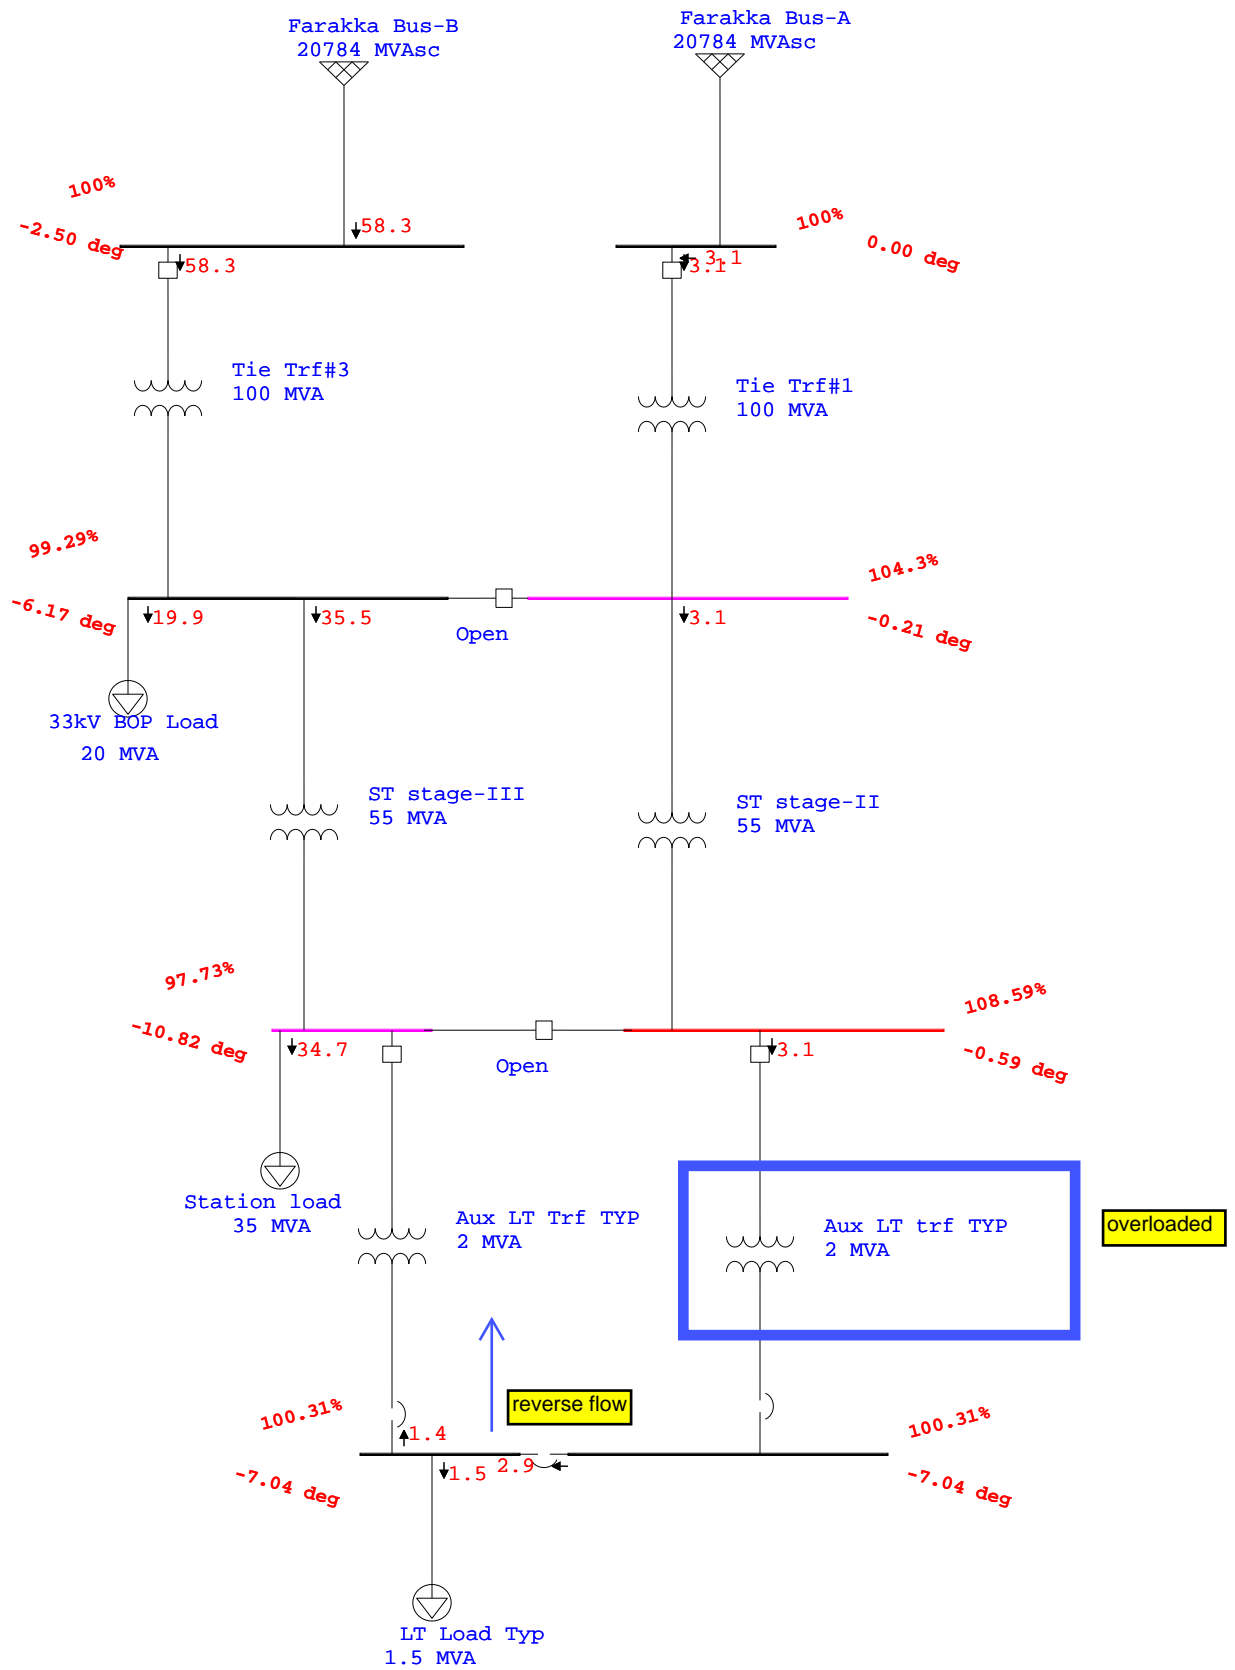 Farakka Bus-B
20784 MVAsc
Farakka Bus-A
20784 MVAsc
100%
-2.50 deg
58.3
58.3
100%
0.00 deg
3.1
3.1
Tie Trf#3
100 MVA
Tie Trf#1
100 MVA
99.29%
-6.17 deg
19.9
35.5
Open
3.1
104.3%
-0.21 deg
33kV BOP Load
20 MVA
ST stage-III
55 MVA
ST stage-II
55 MVA
97.73%
-10.82 deg
34.7
Open
3.1
108.59%
-0.59 deg
Station load
35 MVA
Aux LT Trf TYP
2 MVA
Aux LT trf TYP
2 MVA
overloaded
reverse flow
100.31%
-7.04 deg
1.4
1.5
2.9
100.31%
-7.04 deg
LT Load Typ
1.5 MVA